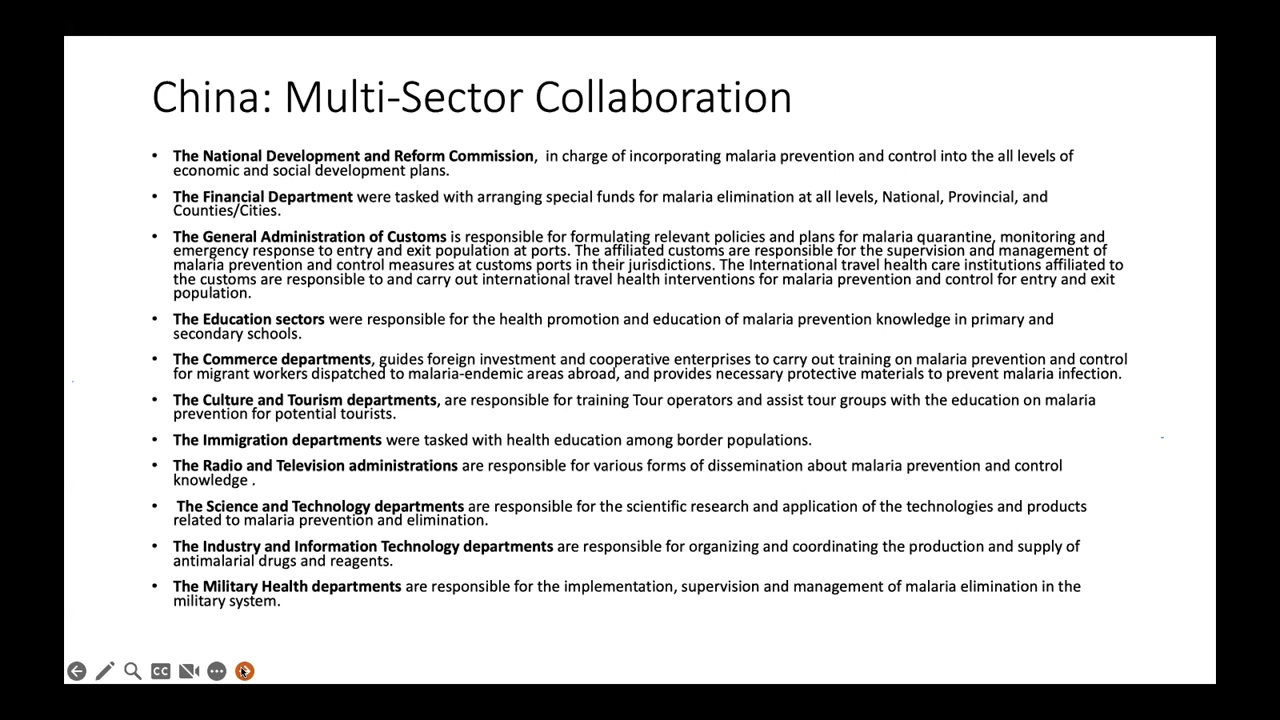 China: Multi-Sector Collaboration
• The National Development and Reform Commission,  in charge of incorporating malaria prevention and control into the all levels of
economic and social development plans.
• The Financial Department were tasked with arranging special funds for malaria elimination at all levels, National, Provincial, and
Counties/Cities.
• The General Administration of Customs is responsible for formulating relevant policies and plans for malaria quarantine, monitoring and
emergency response to entry and exit population at ports. The affiliated customs are responsible for the supervision and management of
malaria prevention and control measures at customs ports in their jurisdictions. The International travel health care institutions affiliated to
the customs are responsible to and carry out international travel health interventions for malaria prevention and control for entry and exit
population.
• The Education sectors were responsible for the health promotion and education of malaria prevention knowledge in primary and
secondary schools.
• The Commerce departments, guides foreign investment and cooperative enterprises to carry out training on malaria prevention and control
for migrant workers dispatched to malaria-endemic areas abroad, and provides necessary protective materials to prevent malaria infection.
• The Culture and Tourism departments, are responsible for training Tour operators and assist tour groups with the education on malaria
prevention for potential tourists.
• The Immigration departments were tasked with health education among border populations.
• The Radio and Television administrations are responsible for various forms of dissemination about malaria prevention and control
knowledge .
• The Science and Technology departments are responsible for the scientific research and application of the technologies and products
related to malaria prevention and elimination.
• The Industry and Information Technology departments are responsible for organizing and coordinating the production and supply of
antimalarial drugs and reagents.
• The Military Health departments are responsible for the implementation, supervision and management of malaria elimination in the
military system.
CC